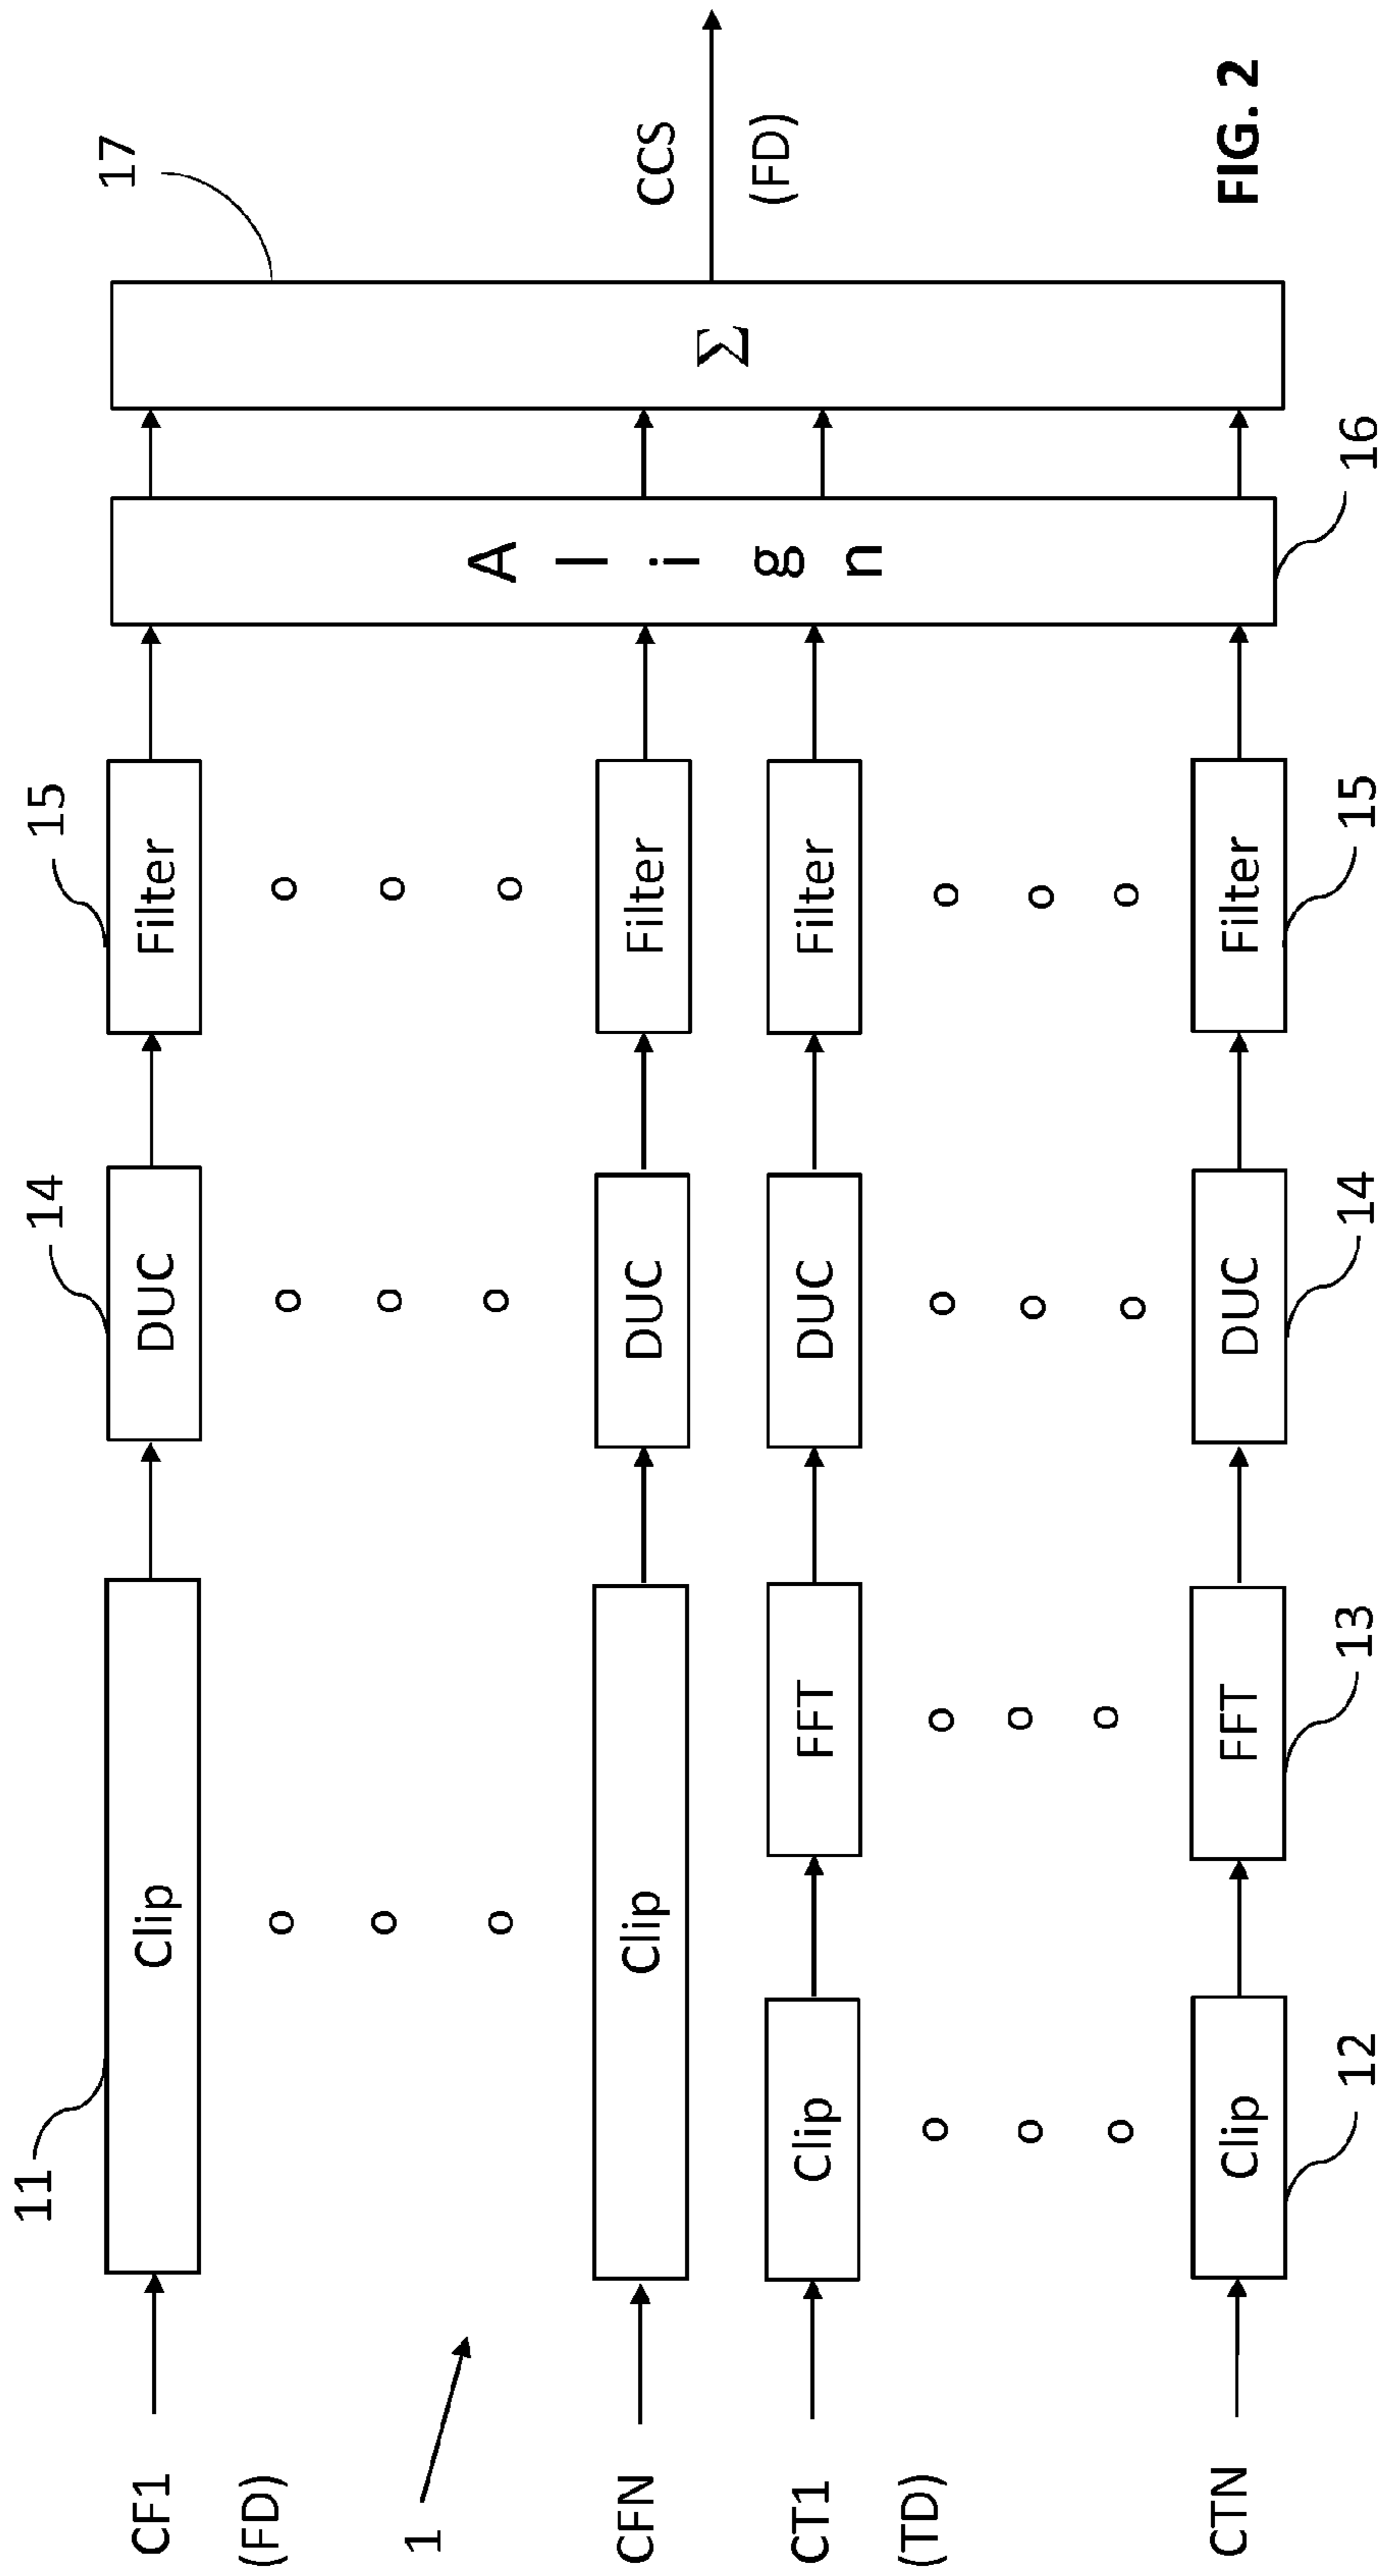 11
15
14
17
CF1
Clip
DUC
Filter
(FD)
1
CFN
Clip
DUC
Filter
A
l
i
g
n
Σ
CCS
(FD)
CT1
Clip
FFT
DUC
Filter
(TD)
CTN
Clip
FFT
DUC
Filter
12
13
14
15
16
FIG. 2